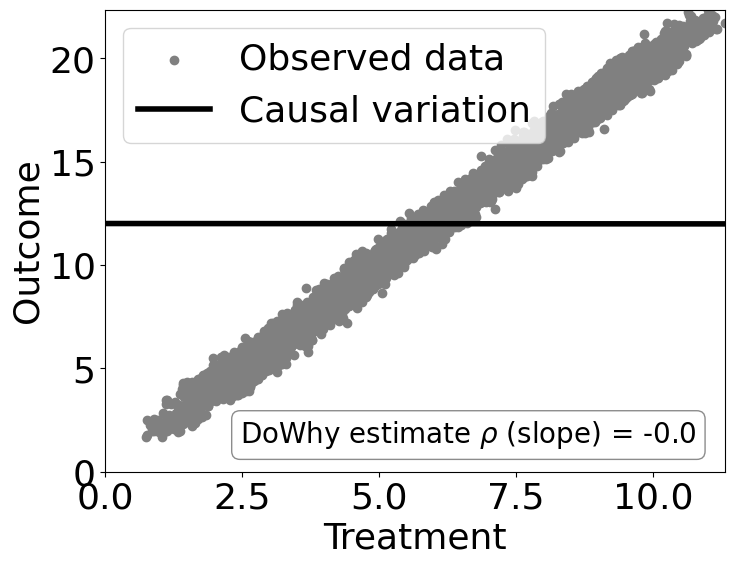 Observed data
Causal variation
20
15
10
5
0
Outcome
DoWhy estimate ρ (slope) = -0.0
0.0 2.5 5.0 7.5 10.0
Treatment